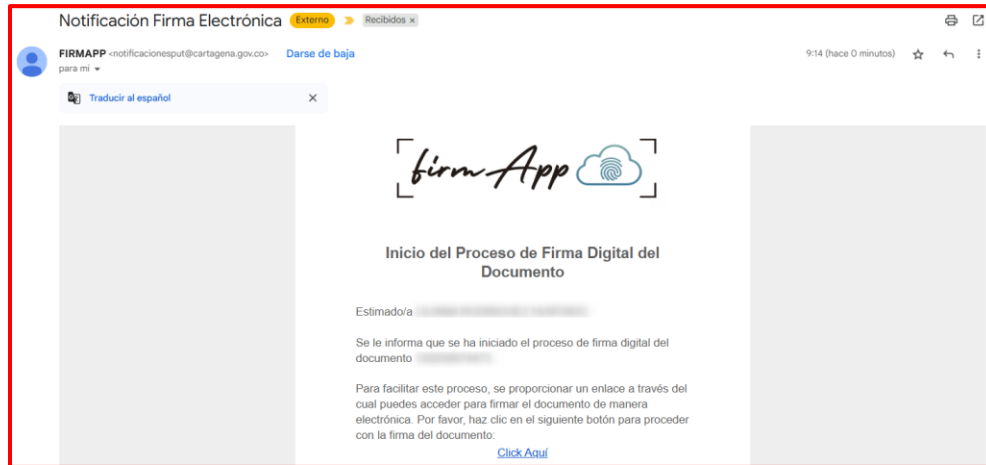 Notificación Firma Electrónica Externo Recibidos x
FIRMAPP <notificacionesput@cartagena.gov.co> Darse de baja 9:14 (hace 0 minutos)
para mí
Traducir al español
firmApp
Inicio del Proceso de Firma Digital del
Documento
Estimado/a
Se le informa que se ha iniciado el proceso de firma digital del
documento
Para facilitar este proceso, se proporcionar un enlace a través del
cual puedes acceder para firmar el documento de manera
electrónica. Por favor, haz clic en el siguiente botón para proceder
con la firma del documento:
Click Aquí